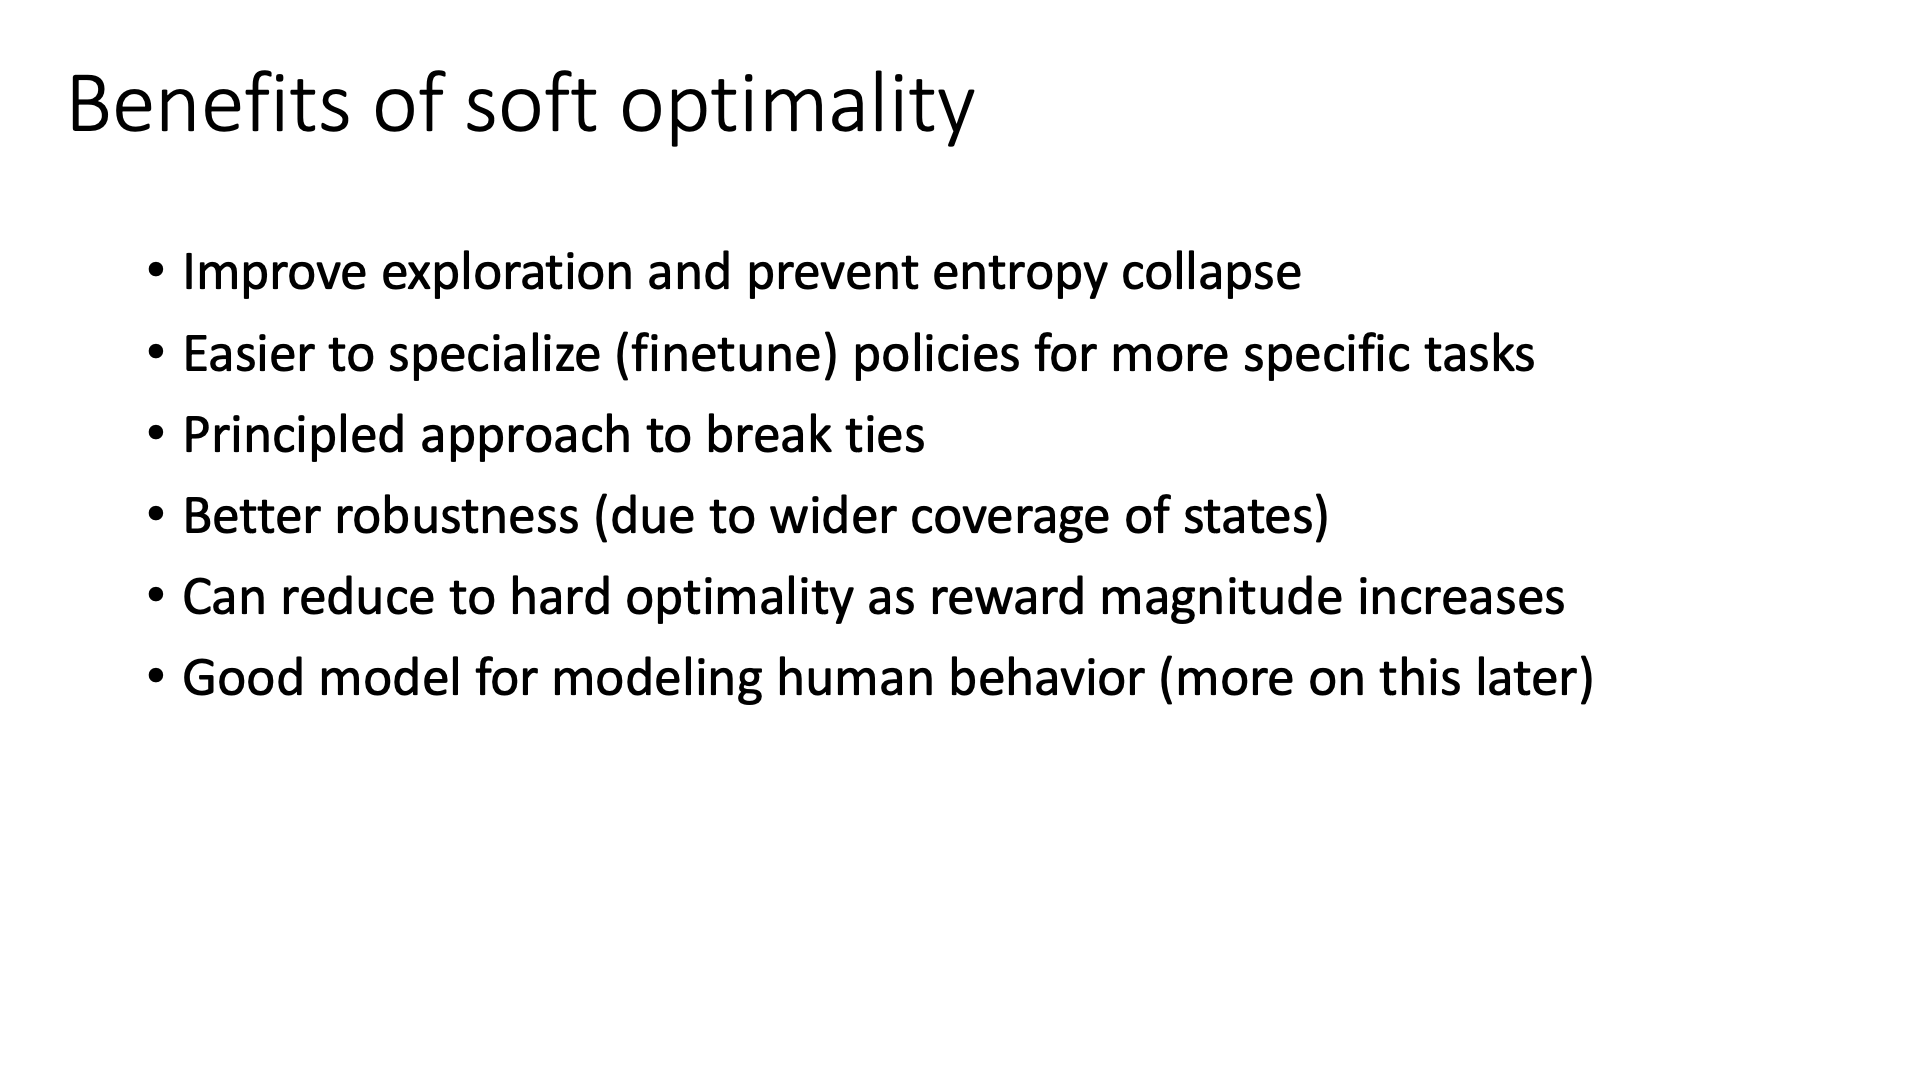 Benefits of soft optimality
• Improve exploration and prevent entropy collapse
• Easier to specialize (finetune) policies for more specific tasks
• Principled approach to break ties
• Better robustness (due to wider coverage of states)
• Can reduce to hard optimality as reward magnitude increases
• Good model for modeling human behavior (more on this later)